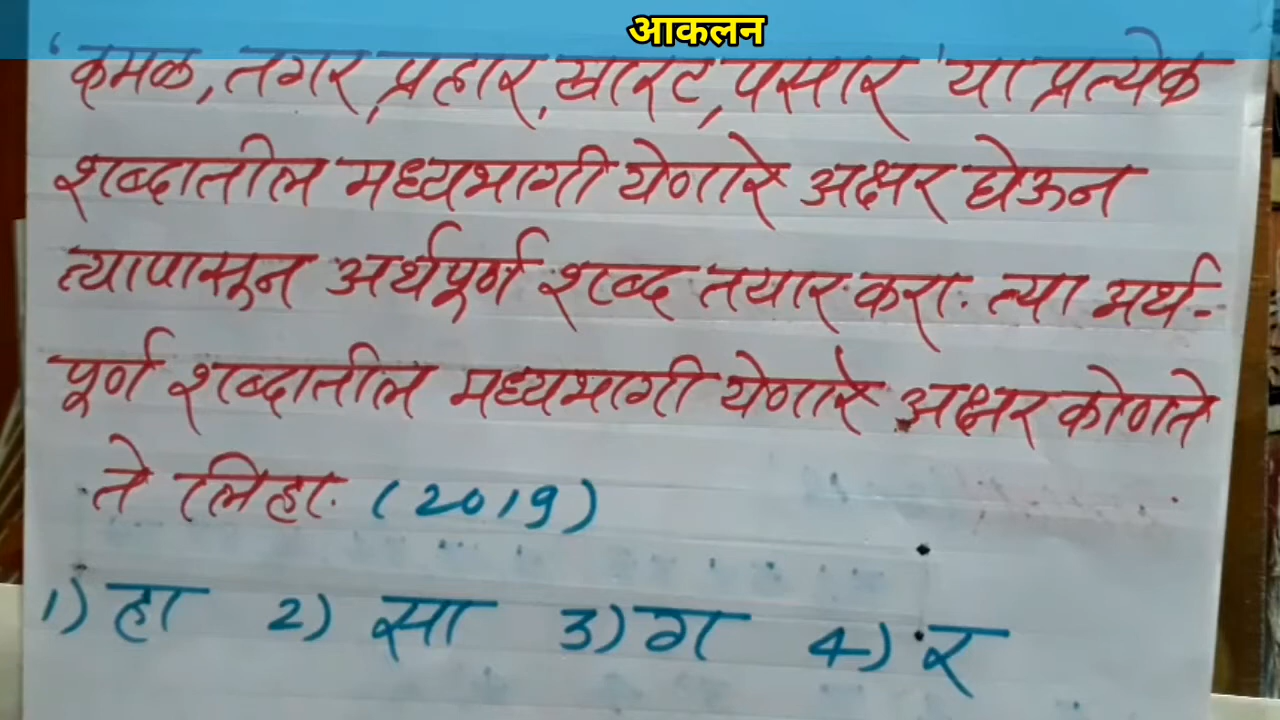 आकलन
'कमळ, तगर, प्रहार, खारट, पसार' या प्रत्येक
शब्दातील मध्यभागी येणारे अक्षर घेऊन
त्यापासून अर्थपूर्ण शब्द तयार करा. त्या अर्थ-
पूर्ण शब्दातील मध्यभागी येणारे अक्षर कोणते
ते लिहा. (2019)
1) हा 2) सा 3) ग 4) र